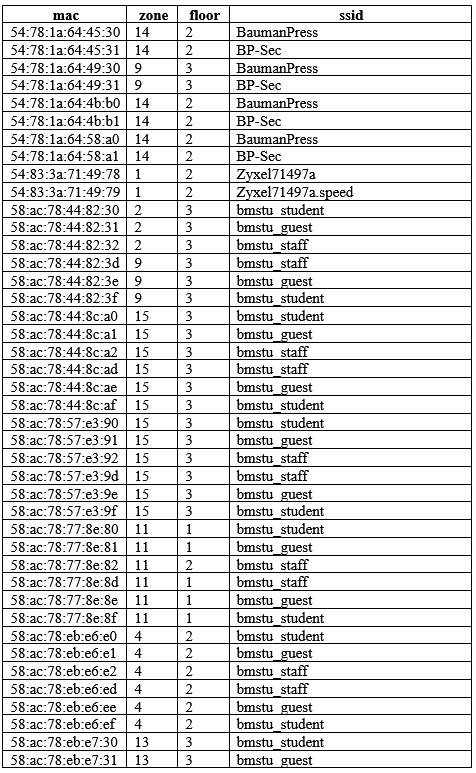 mac zone floor ssid
54:78:1a:64:45:30 14 2 BaumanPress
54:78:1a:64:45:31 14 2 BP-Sec
54:78:1a:64:49:30 9 3 BaumanPress
54:78:1a:64:49:31 9 3 BP-Sec
54:78:1a:64:4b:b0 14 2 BaumanPress
54:78:1a:64:4b:b1 14 2 BP-Sec
54:78:1a:64:58:a0 14 2 BaumanPress
54:78:1a:64:58:a1 14 2 BP-Sec
54:83:3a:71:49:78 1 2 Zyxel71497a
54:83:3a:71:49:79 1 2 Zyxel71497a.speed
58:ac:78:44:82:30 2 3 bmstu_student
58:ac:78:44:82:31 2 3 bmstu_guest
58:ac:78:44:82:32 2 3 bmstu_staff
58:ac:78:44:82:3d 9 3 bmstu_staff
58:ac:78:44:82:3e 9 3 bmstu_guest
58:ac:78:44:82:3f 9 3 bmstu_student
58:ac:78:44:8c:a0 15 3 bmstu_student
58:ac:78:44:8c:a1 15 3 bmstu_guest
58:ac:78:44:8c:a2 15 3 bmstu_staff
58:ac:78:44:8c:ad 15 3 bmstu_staff
58:ac:78:44:8c:ae 15 3 bmstu_guest
58:ac:78:44:8c:af 15 3 bmstu_student
58:ac:78:57:e3:90 15 3 bmstu_student
58:ac:78:57:e3:91 15 3 bmstu_guest
58:ac:78:57:e3:92 15 3 bmstu_staff
58:ac:78:57:e3:9d 15 3 bmstu_staff
58:ac:78:57:e3:9e 15 3 bmstu_guest
58:ac:78:57:e3:9f 15 3 bmstu_student
58:ac:78:77:8e:80 11 1 bmstu_student
58:ac:78:77:8e:81 11 1 bmstu_guest
58:ac:78:77:8e:82 11 2 bmstu_staff
58:ac:78:77:8e:8d 11 1 bmstu_staff
58:ac:78:77:8e:8e 11 1 bmstu_guest
58:ac:78:77:8e:8f 11 1 bmstu_student
58:ac:78:eb:e6:e0 4 2 bmstu_student
58:ac:78:eb:e6:e1 4 2 bmstu_guest
58:ac:78:eb:e6:e2 4 2 bmstu_staff
58:ac:78:eb:e6:ed 4 2 bmstu_staff
58:ac:78:eb:e6:ee 4 2 bmstu_guest
58:ac:78:eb:e6:ef 4 2 bmstu_student
58:ac:78:eb:e7:30 13 3 bmstu_student
58:ac:78:eb:e7:31 13 3 bmstu_guest